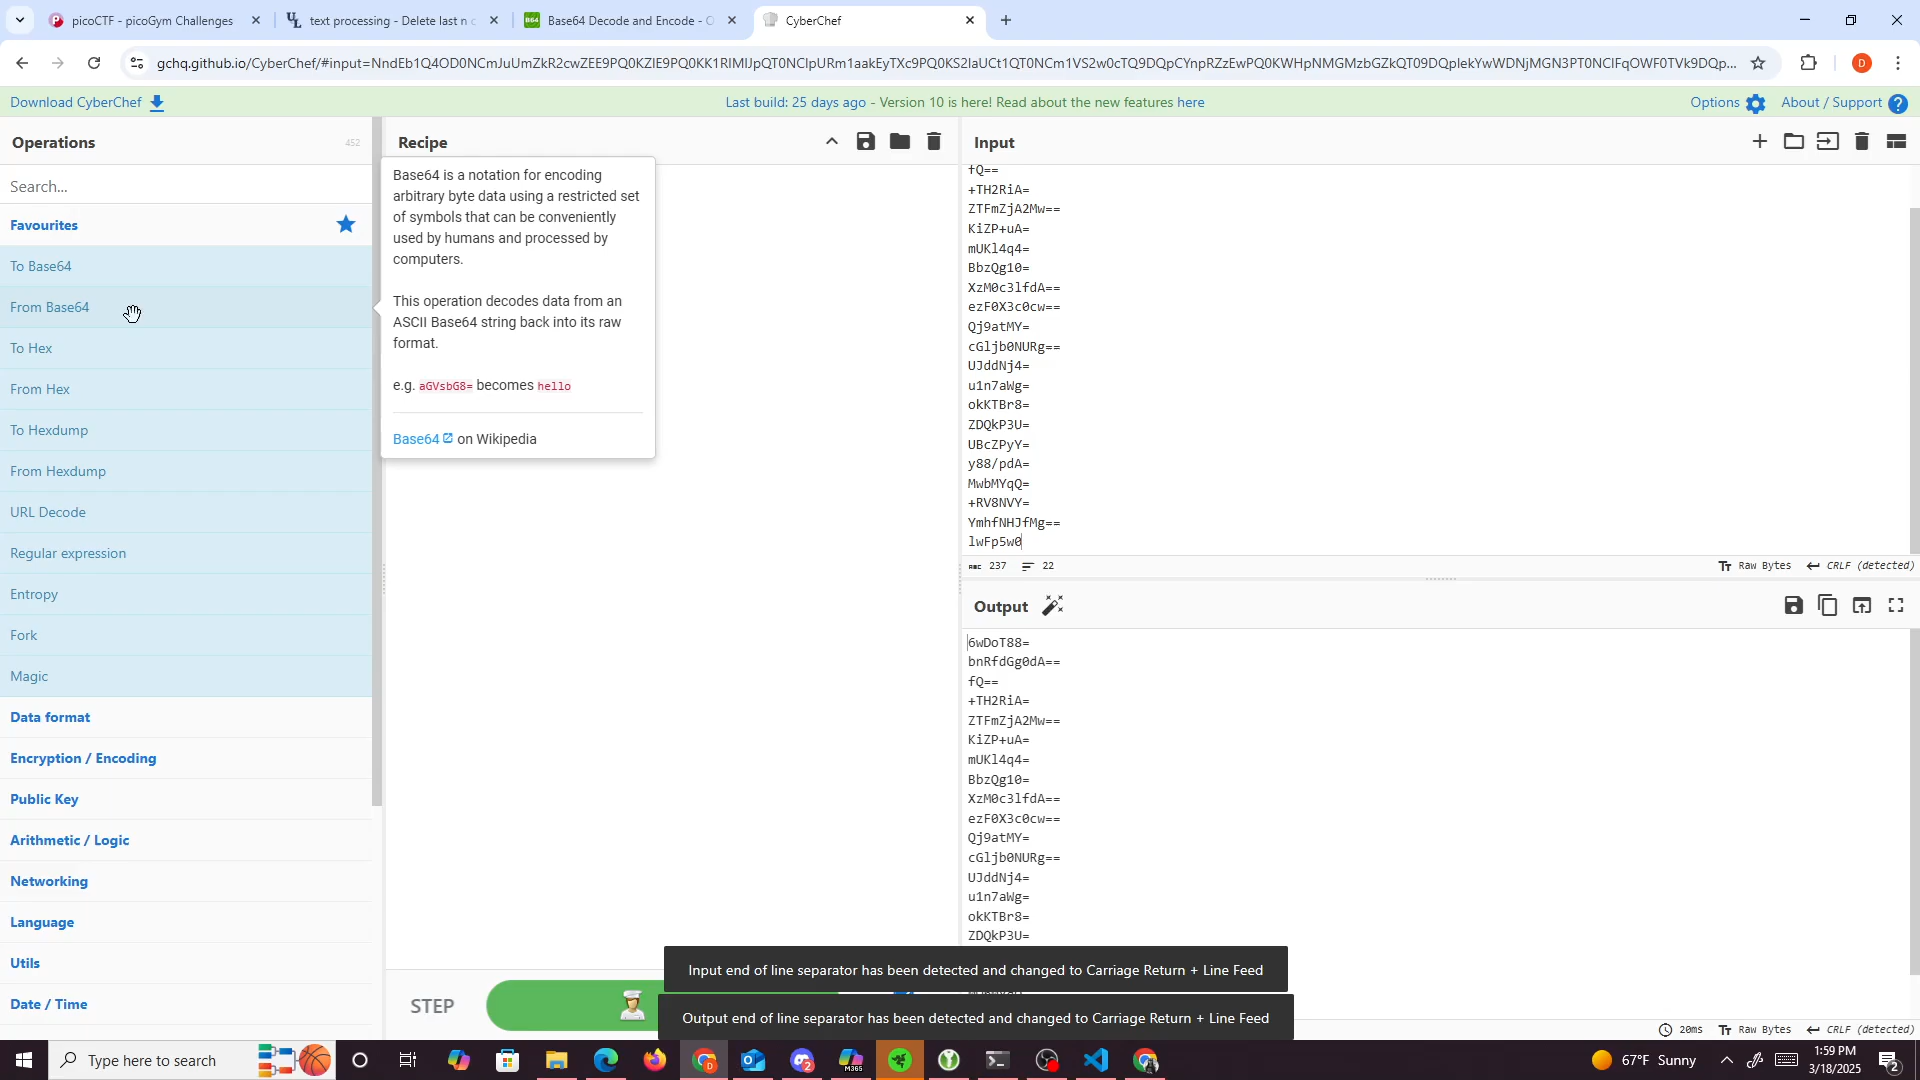 picoCTF - picoGym Challenges
text processing - Delete last n c
Base64 Decode and Encode - O
CyberChef
gchq.github.io/CyberChef/#input=NndEb1Q4OD0NCmJuUmZkR2cwZEE9PQ0KZlE9PQ0KK1RIMlJpQT0NClpURm1aakEyTXc9PQ0KS2laUCt1QT0NCm1VS2w0cTQ9DQpCYnpRZzEwPQ0KWHpNMGMzbGZkQT09DQplekYwWDNjMGN3PT0NClFqOWF0TVk9DQp...
D
Download CyberChef
Last build: 25 days ago - Version 10 is here! Read about the new features here
Options
About / Support
Operations
452
Search...
Favourites
To Base64
From Base64
To Hex
From Hex
To Hexdump
From Hexdump
URL Decode
Regular expression
Entropy
Fork
Magic
Data format
Encryption / Encoding
Public Key
Arithmetic / Logic
Networking
Language
Utils
Date / Time
Recipe
Base64 is a notation for encoding
arbitrary byte data using a restricted set
of symbols that can be conveniently
used by humans and processed by
computers.
This operation decodes data from an
ASCII Base64 string back into its raw
format.
e.g. aGVsbG8= becomes hello
Base64 on Wikipedia
STEP
Input
fQ==
+TH2RiA=
ZTFmZjA2Mw==
KiZP+uA=
mUKl4q4=
BbzQg10=
XzM0c3lfdA==
ezF0X3c0cw==
Qj9atMY=
cGljb0NURg==
UJddNj4=
u1n7aWg=
okKTBr8=
ZDQkP3U=
UBcZPyY=
y88/pdA=
MwbMYqQ=
+RV8NVY=
YmhfNHJfMg==
lwFp5w0
237
22
Raw Bytes
CRLF (detected)
Output
6wDoT88=
bnRfdGg0dA==
fQ==
+TH2RiA=
ZTFmZjA2Mw==
KiZP+uA=
mUKl4q4=
BbzQg10=
XzM0c3lfdA==
ezF0X3c0cw==
Qj9atMY=
cGljb0NURg==
UJddNj4=
u1n7aWg=
okKTBr8=
ZDQkP3U=
Input end of line separator has been detected and changed to Carriage Return + Line Feed
Output end of line separator has been detected and changed to Carriage Return + Line Feed
20ms
Raw Bytes
CRLF (detected)
Type here to search
67°F Sunny
1:59 PM
3/18/2025
2